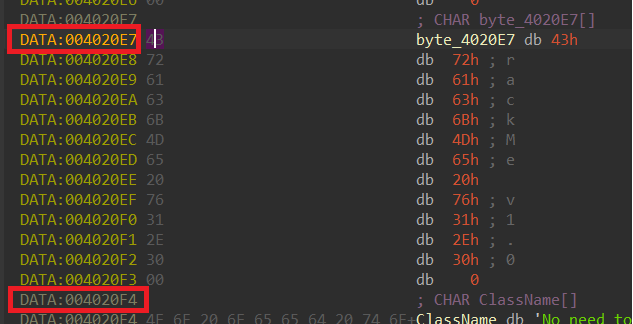 DATA:004020E6 00 db 0
DATA:004020E7 ; CHAR byte_4020E7[]
DATA:004020E7 43 byte_4020E7 db 43h
DATA:004020E8 72 db 72h ; r
DATA:004020E9 61 db 61h ; a
DATA:004020EA 63 db 63h ; c
DATA:004020EB 6B db 6Bh ; k
DATA:004020EC 4D db 4Dh ; M
DATA:004020ED 65 db 65h ; e
DATA:004020EE 20 db 20h
DATA:004020EF 76 db 76h ; v
DATA:004020F0 31 db 31h ; 1
DATA:004020F1 2E db 2Eh ; .
DATA:004020F2 30 db 30h ; 0
DATA:004020F3 00 db 0
DATA:004020F4 ; CHAR ClassName[]
DATA:004020F4 4E 6F 20 6E 65 65 64 20 74 6F+ ClassName db 'No need to